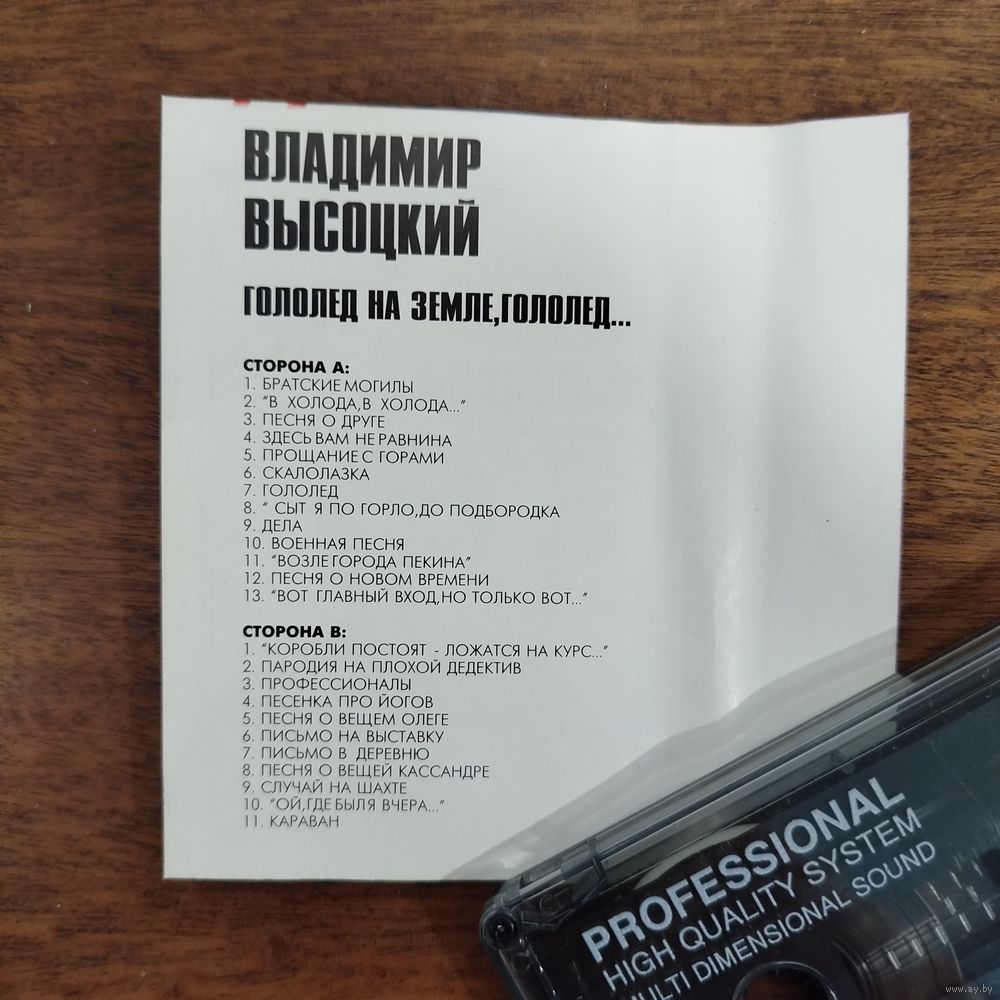 ВЛАДИМИР
ВЫСОЦКИЙ
ГОЛОЛЕД НА ЗЕМЛЕ,ГОЛОЛЕД...
СТОРОНА А:
1. БРАТСКИЕ МОГИЛЫ
2. "В ХОЛОДА,В ХОЛОДА..."
3. ПЕСНЯ О ДРУГЕ
4. ЗДЕСЬ ВАМ НЕ РАВНИНА
5. ПРОЩАНИЕ С ГОРАМИ
6. СКАЛОЛАЗКА
7. ГОЛОЛЕД
8. " СЫТ Я ПО ГОРЛО,ДО ПОДБОРОДКА
9. ДЕЛА
10. ВОЕННАЯ ПЕСНЯ
11. "ВОЗЛЕ ГОРОДА ПЕКИНА"
12. ПЕСНЯ О НОВОМ ВРЕМЕНИ
13. "ВОТ ГЛАВНЫЙ ВХОД,НО ТОЛЬКО ВОТ..."
СТОРОНА В:
1. "КОРОБЛИ ПОСТОЯТ - ЛОЖАТСЯ НА КУРС..."
2. ПАРОДИЯ НА ПЛОХОЙ ДЕДЕКТИВ
3. ПРОФЕССИОНАЛЫ
4. ПЕСЕНКА ПРО ЙОГОВ
5. ПЕСНЯ О ВЕЩЕМ ОЛЕГЕ
6. ПИСЬМО НА ВЫСТАВКУ
7. ПИСЬМО В ДЕРЕВНЮ
8. ПЕСНЯ О ВЕЩЕЙ КАССАНДРЕ
9. СЛУЧАЙ НА ШАХТЕ
10. "ОЙ,ГДЕ БЫЛ Я ВЧЕРА..."
11. КАРАВАН
PROFESSIONAL
HIGH QUALITY SYSTEM
MULTI DIMENSIONAL SOUND
www.ay.by